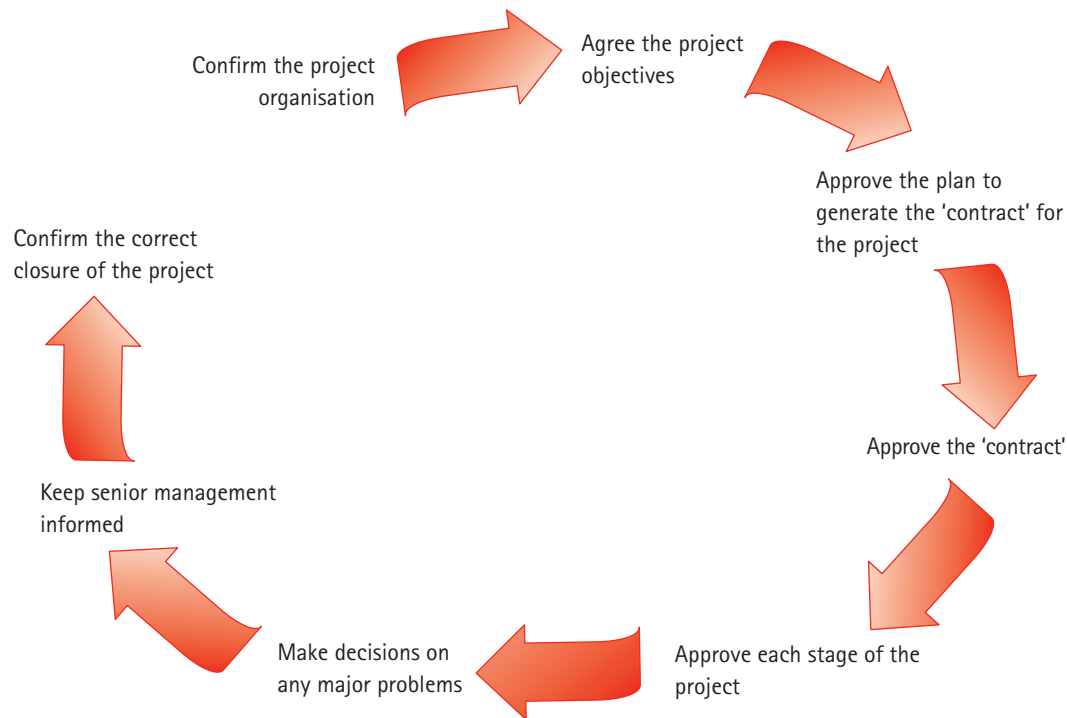 Confirm the project
organisation
Agree the project
objectives
Approve the plan to
generate the ‘contract’ for
the project
Approve the ‘contract’
Approve each stage of the
project
Make decisions on
any major problems
Keep senior management
informed
Confirm the correct
closure of the project